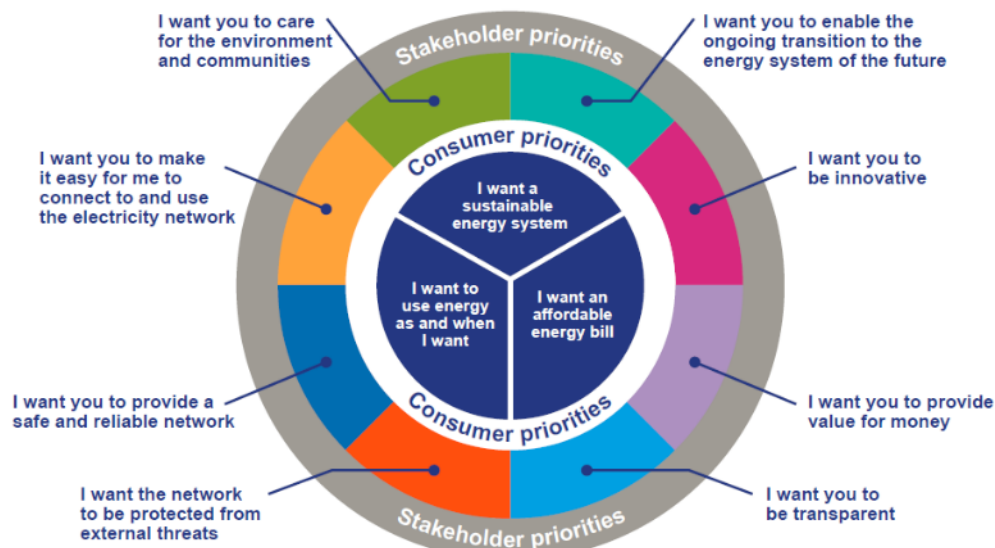 I want you to care
for the environment
and communities
Stakeholder priorities
I want you to enable the
ongoing transition to the
energy system of the future
I want you to make
it easy for me to
connect to and use
the electricity network
Consumer priorities
I want a
sustainable
energy system
I want you to
be innovative
I want to
use energy
as and when
I want
I want an
affordable
energy bill
I want you to provide a
safe and reliable network
Consumer priorities
I want you to provide
value for money
I want the network
to be protected from
external threats
Stakeholder priorities
I want you to
be transparent